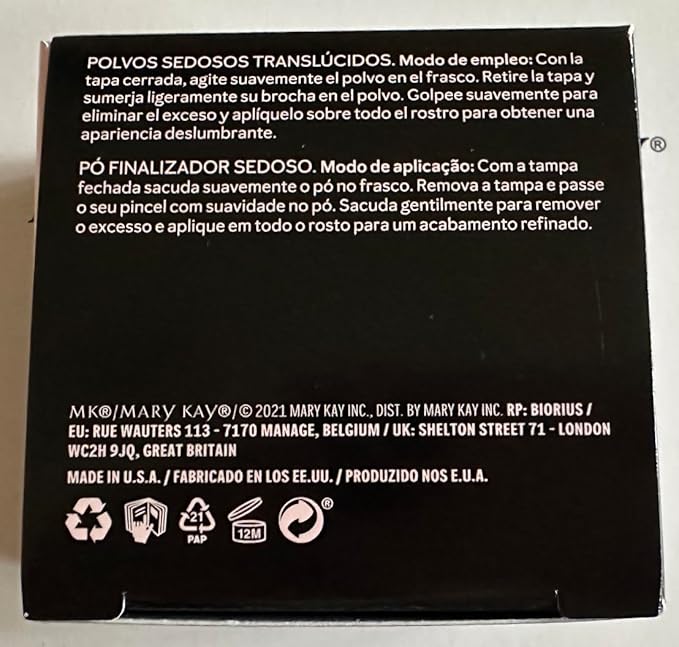 POLVOS SEDOSOS TRANSLÚCIDOS. Modo de empleo: Con la
tapa cerrada, agite suavemente el polvo en el frasco. Retire la tapa y
sumerja ligeramente su brocha en el polvo. Golpee suavemente para
eliminar el exceso y aplíquelo sobre todo el rostro para obtener una
apariencia deslumbrante.
PÓ FINALIZADOR SEDOSO. Modo de aplicação: Com a tampa
fechada sacuda suavemente o pó no frasco. Remova a tampa e passe
o seu pincel com suavidade no pó. Sacuda gentilmente para remover
o excesso e aplique em todo o rosto para um acabamento refinado.
MK®/MARY KAY®/© 2021 MARY KAY INC., DIST. BY MARY KAY INC. RP: BIORIUS /
EU: RUE WAUTERS 113 - 7170 MANAGE, BELGIUM / UK: SHELTON STREET 71 - LONDON
WC2H 9JQ, GREAT BRITAIN
MADE IN U.S.A. / FABRICADO EN LOS EE.UU. / PRODUZIDO NOS E.U.A.
21
PAP
12M
®
®